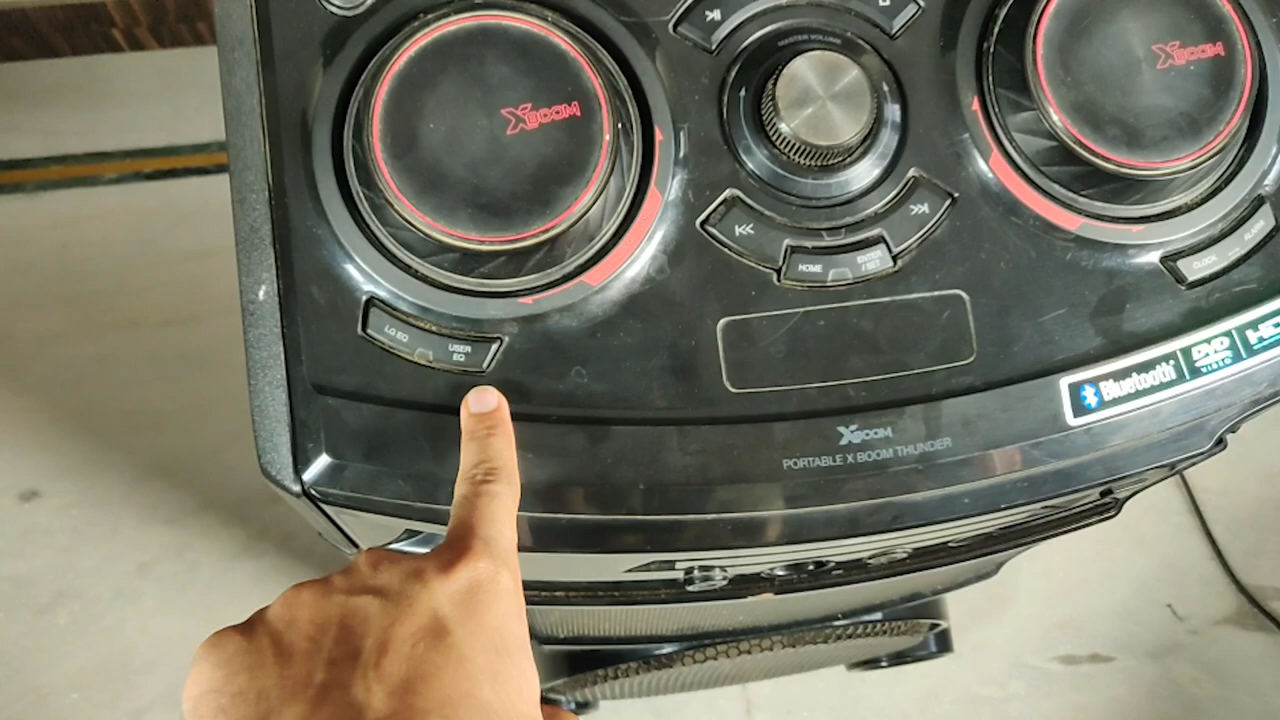 MASTER VOLUME
XBOOM
XBOOM
HOME
ENTER
/ SET
CLOCK
ALARM
LG EQ
USER
EQ
Bluetooth
DVD
VIDEO
XBOOM
PORTABLE X BOOM THUNDER